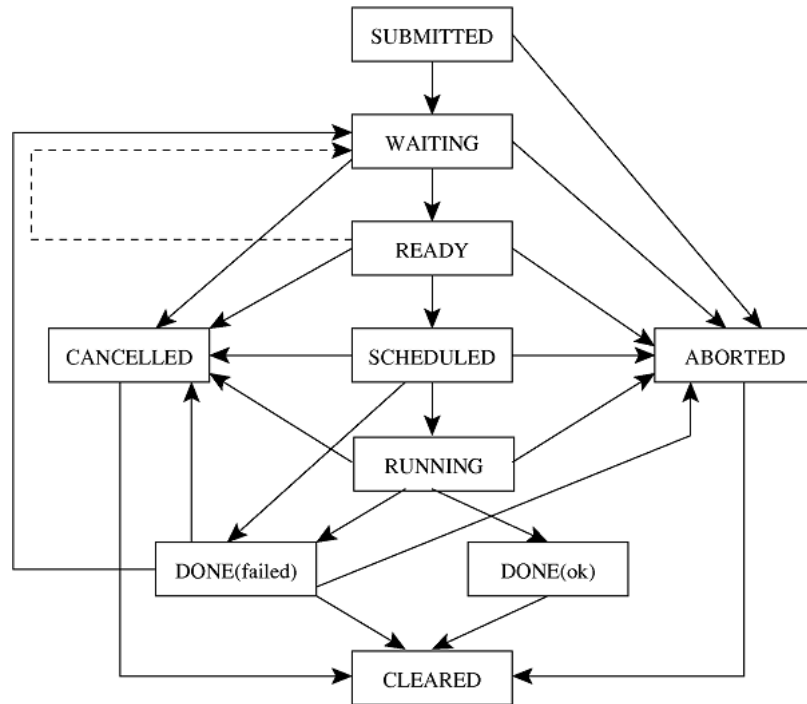 SUBMITTED
WAITING
READY
CANCELLED
SCHEDULED
ABORTED
RUNNING
DONE(failed)
DONE(ok)
CLEARED